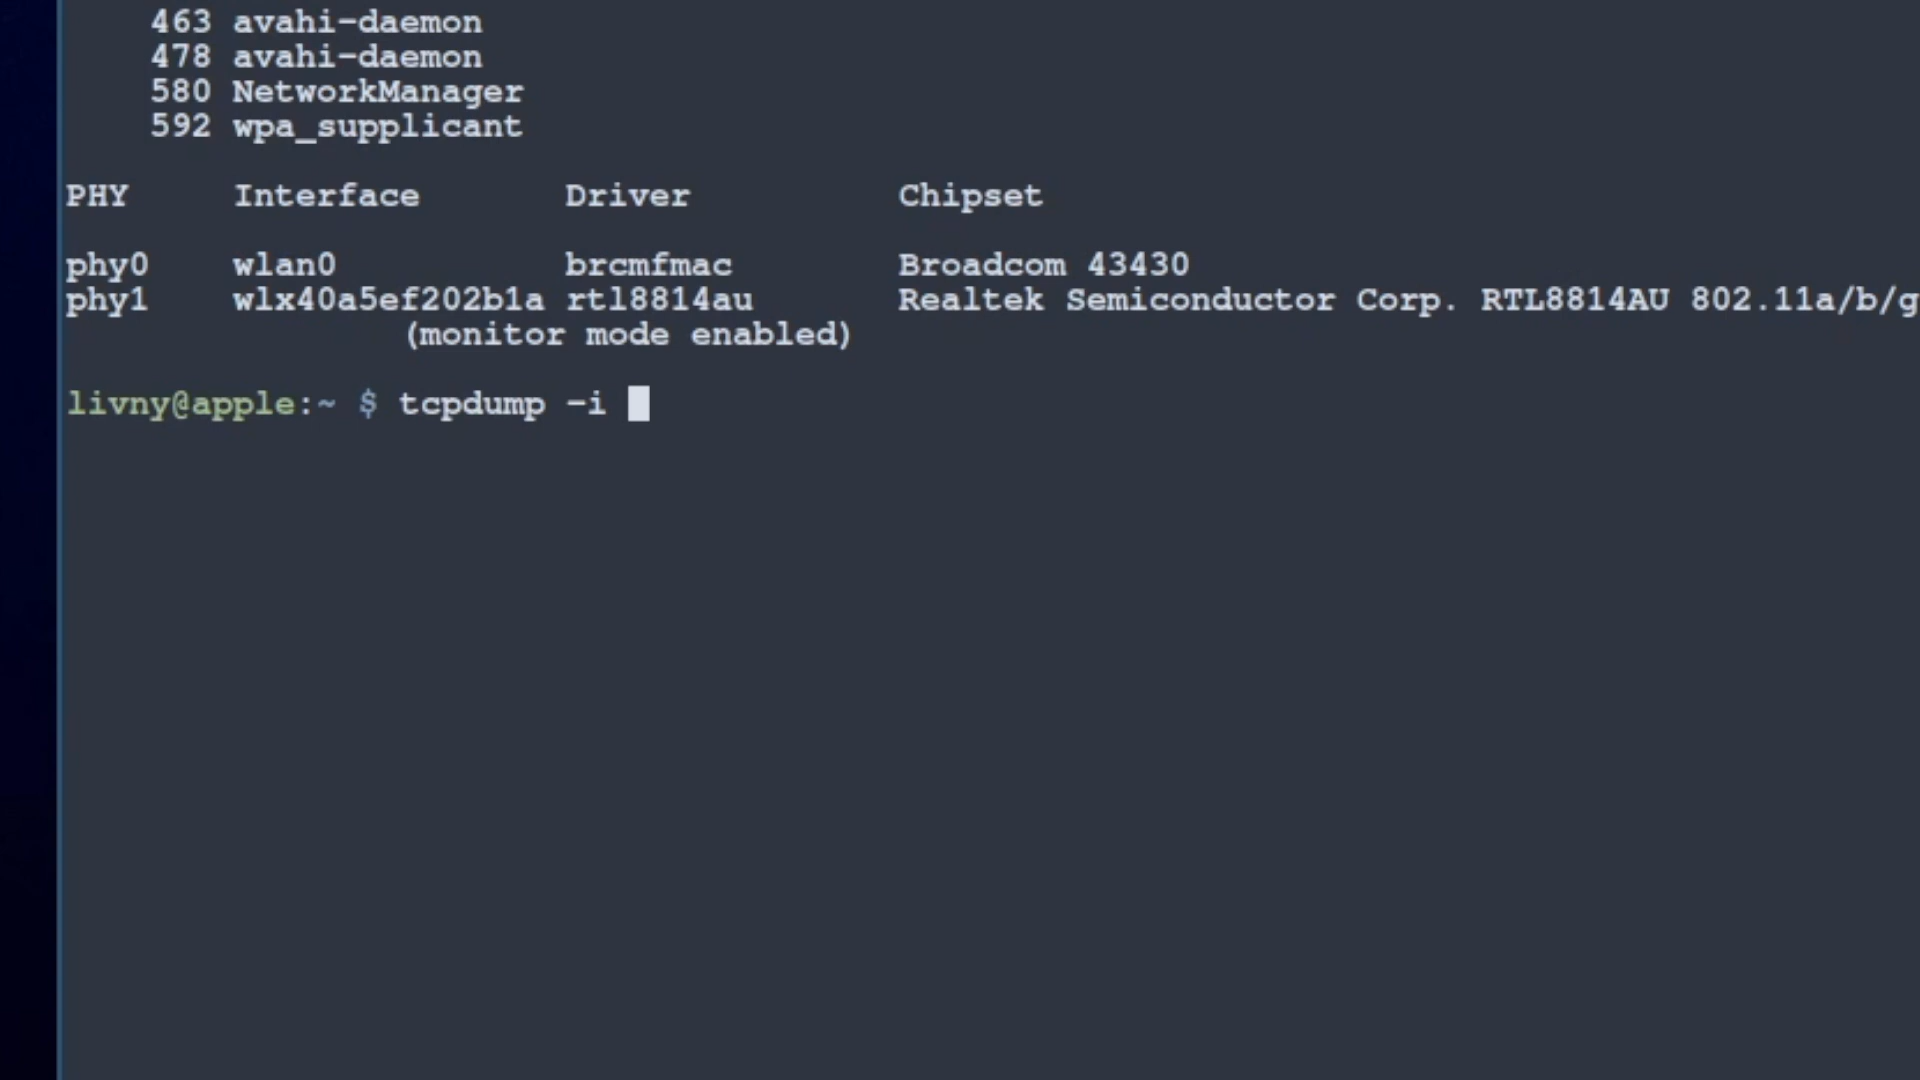 463 avahi-daemon
478 avahi-daemon
580 NetworkManager
592 wpa_supplicant
PHY Interface Driver Chipset
phy0 wlan0 brcmfmac Broadcom 43430
phy1 wlx40a5ef202b1a rtl8814au Realtek Semiconductor Corp. RTL8814AU 802.11a/b/g
(monitor mode enabled)
livny@apple:~ $ tcpdump -i